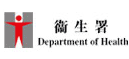 衞生署
Department of Health